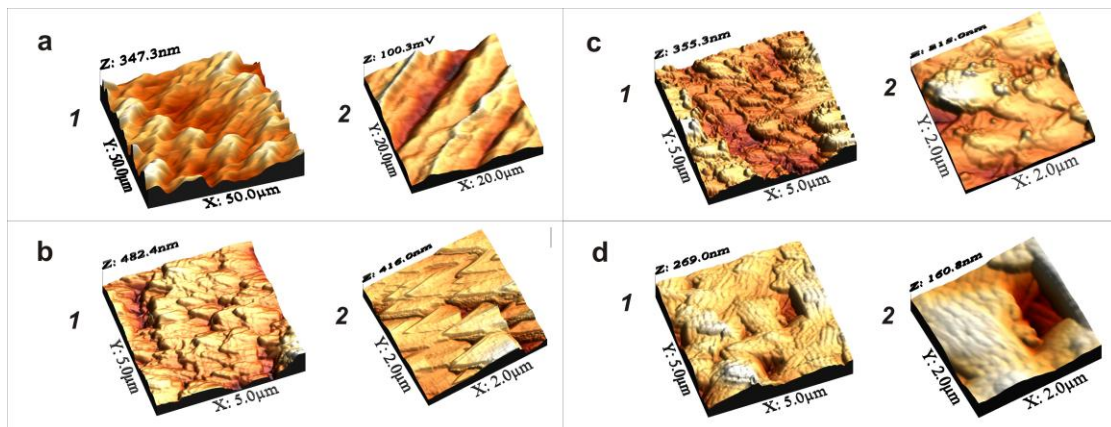 a
1
Z: 347.3nm
Y: 50.0µm
X: 50.0µm
2
Z: 100.3mV
Y: 20.0µm
X: 20.0µm
c
1
Z: 355.3nm
Y: 5.0µm
X: 5.0µm
2
Y: 2.0µm
X: 2.0µm
b
1
Z: 482.4nm
Y: 5.0µm
X: 5.0µm
2
Z: 416.0nm
Y: 2.0µm
X: 2.0µm
d
1
Z: 269.0nm
Y: 5.0µm
X: 5.0µm
2
Z: 160.8nm
Y: 2.0µm
X: 2.0µm